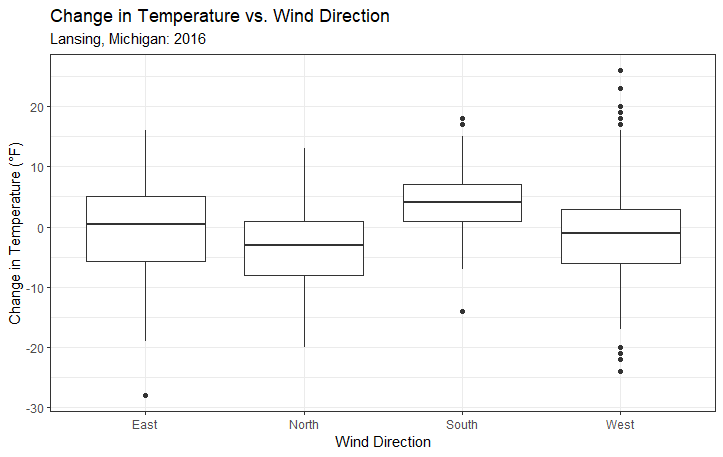 Change in Temperature vs. Wind Direction
Lansing, Michigan: 2016
Change in Temperature (°F)
20
10
0
-10
-20
-30
East North South West
Wind Direction